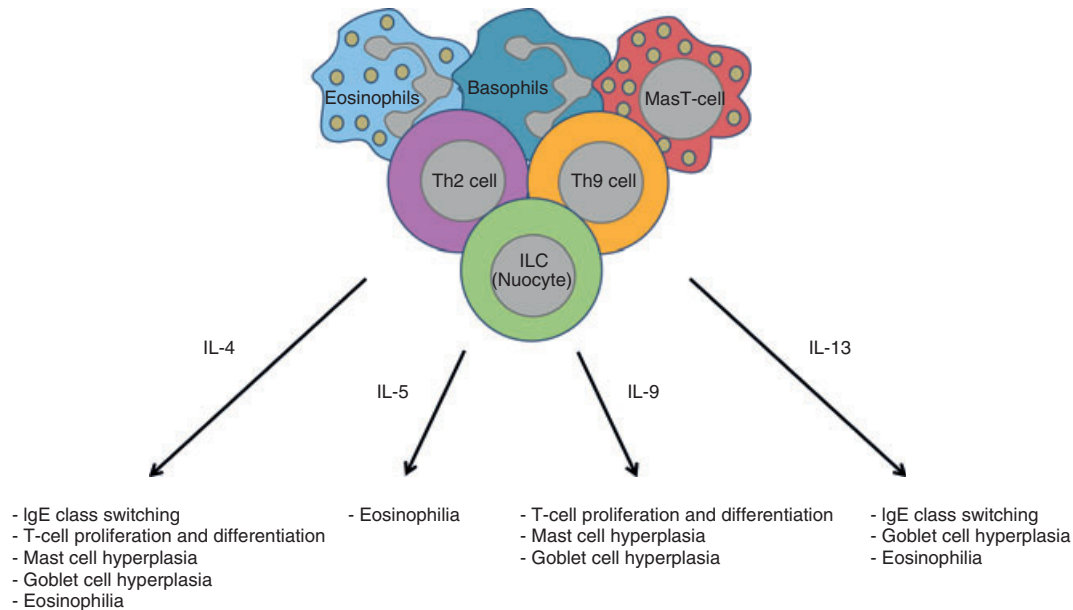 Eosinophils
Basophils
MasT-cell
Th2 cell
Th9 cell
ILC
(Nuocyte)
IL-4
IL-5
IL-9
IL-13
- IgE class switching
- T-cell proliferation and differentiation
- Mast cell hyperplasia
- Goblet cell hyperplasia
- Eosinophilia
- Eosinophilia
- T-cell proliferation and differentiation
- Mast cell hyperplasia
- Goblet cell hyperplasia
- IgE class switching
- Goblet cell hyperplasia
- Eosinophilia